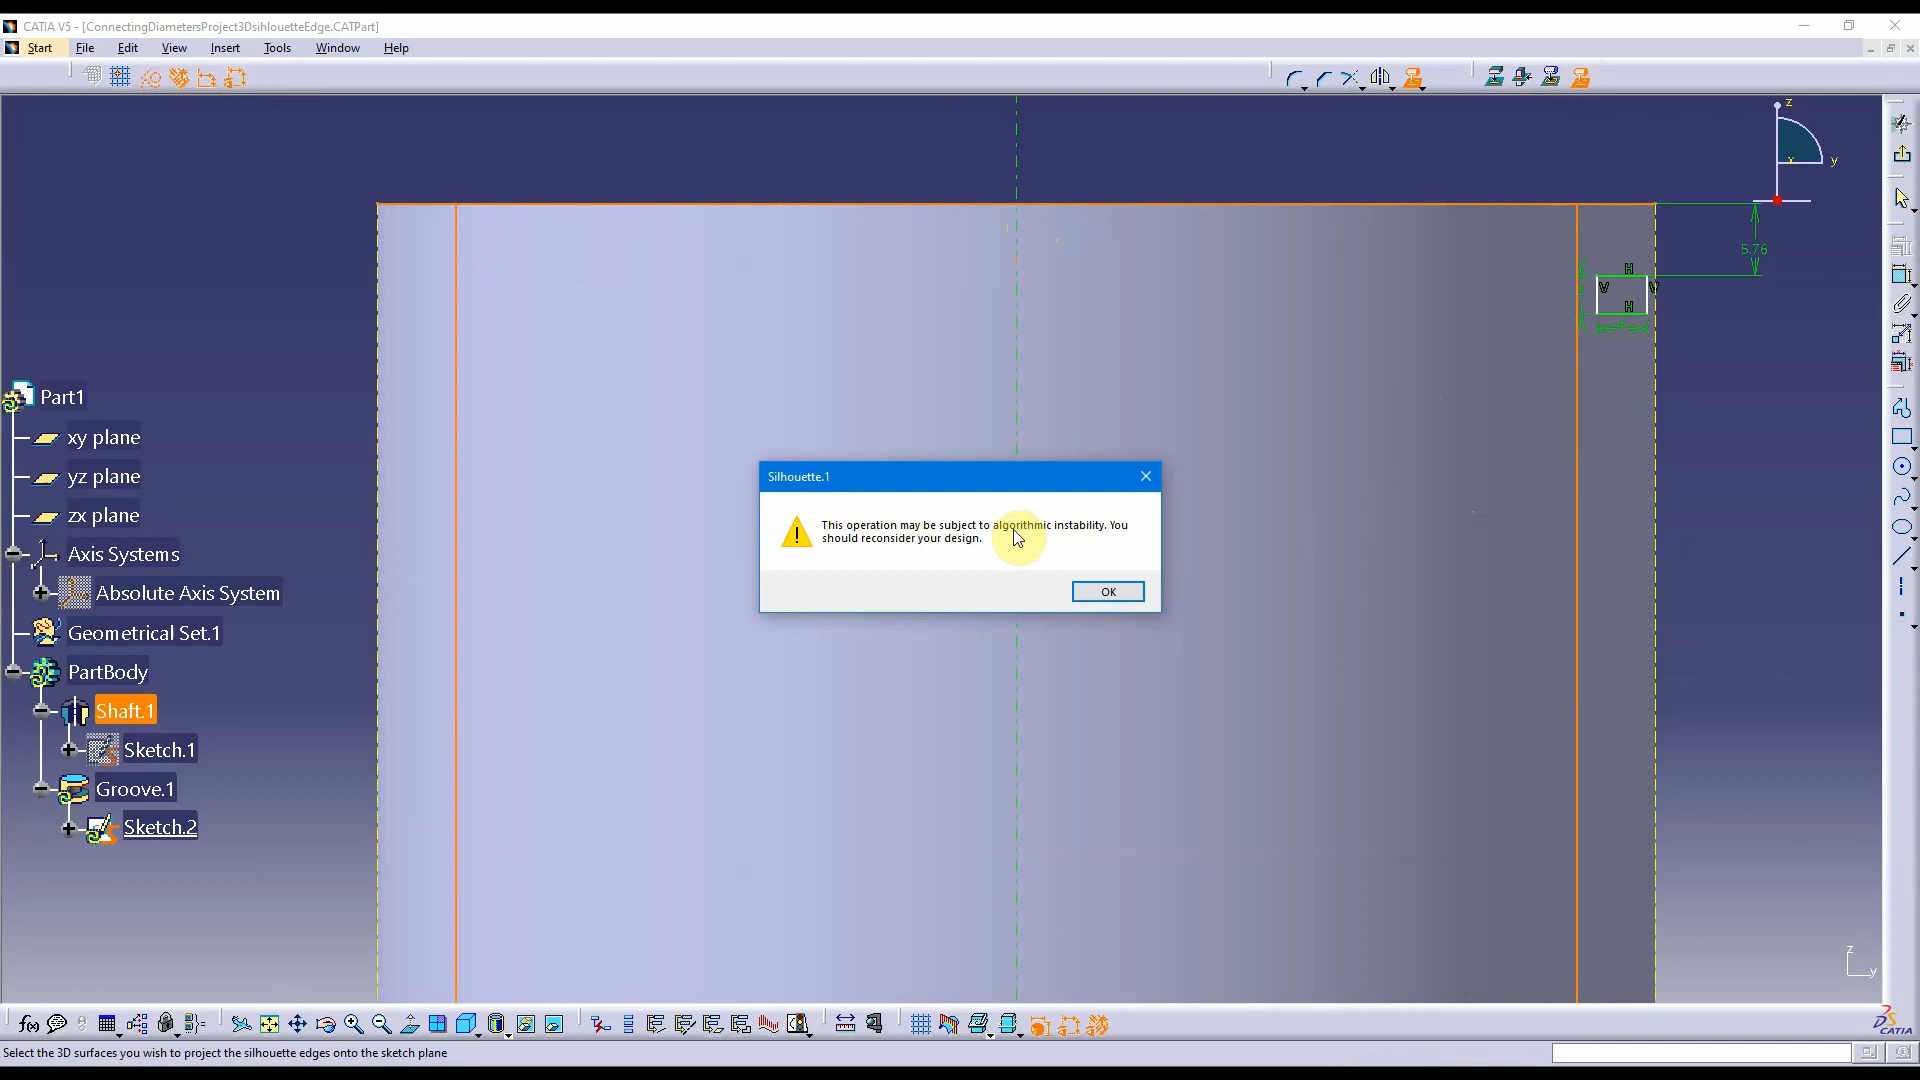 CATIA V5 - [ConnectingDiametersProject3DsihlouetteEdge.CATPart]
Start File Edit View Insert Tools Window Help
z
x
y
5.76
H
V V
H
Part1
xy plane
yz plane
zx plane
Axis Systems
Absolute Axis System
Geometrical Set.1
PartBody
Shaft.1
Sketch.1
Groove.1
Sketch.2
Silhouette.1
This operation may be subject to algorithmic instability. You
should reconsider your design.
OK
z
y
f(x)
CATIA
Select the 3D surfaces you wish to project the silhouette edges onto the sketch plane